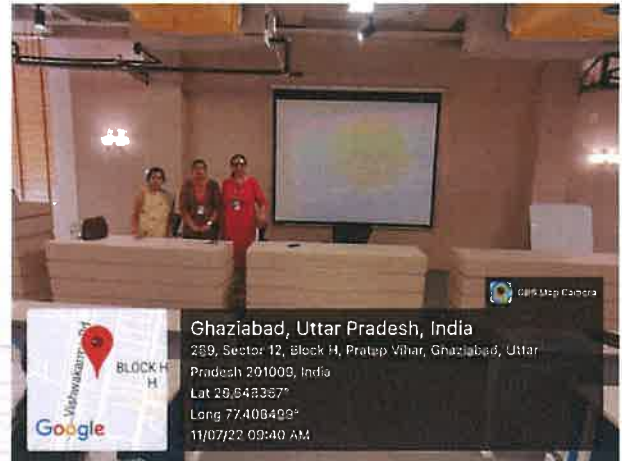 GPS Map Camera
Ghaziabad, Uttar Pradesh, India
289, Sector 12, Block H, Pratap Vihar, Ghaziabad, Uttar
Pradesh 201009, India
Lat 28.648367°
Long 77.408499°
11/07/22 09:40 AM
BLOCK H
H
Google